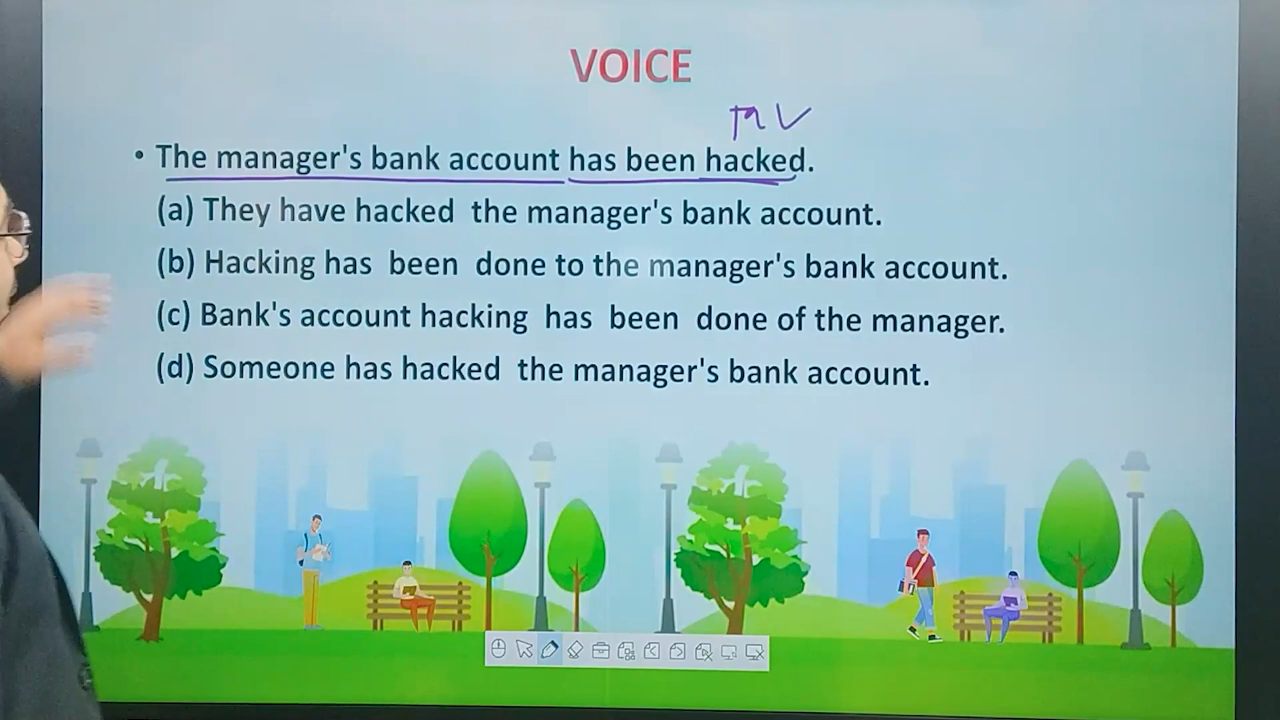 VOICE
• The manager's bank account has been hacked.
(a) They have hacked the manager's bank account.
(b) Hacking has been done to the manager's bank account.
(c) Bank's account hacking has been done of the manager.
(d) Someone has hacked the manager's bank account.